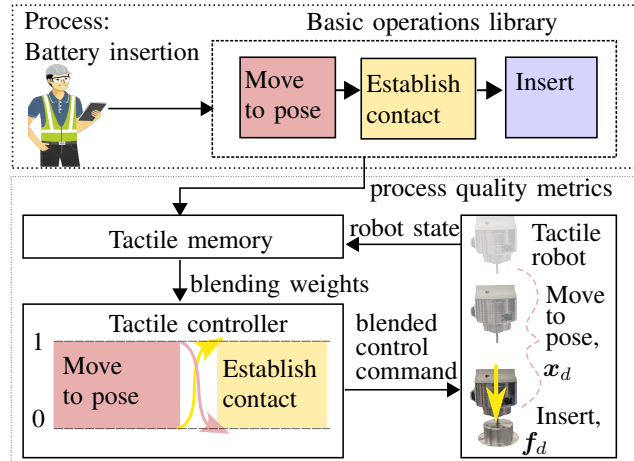 Process:
Battery insertion
Basic operations library
Move
to pose
Establish
contact
Insert
process quality metrics
Tactile memory
robot state
Tactile
robot
blending weights
Tactile controller
1
0
Move
to pose
Establish
contact
blended
control
command
Move
to
pose,
x_d
Insert,
f_d